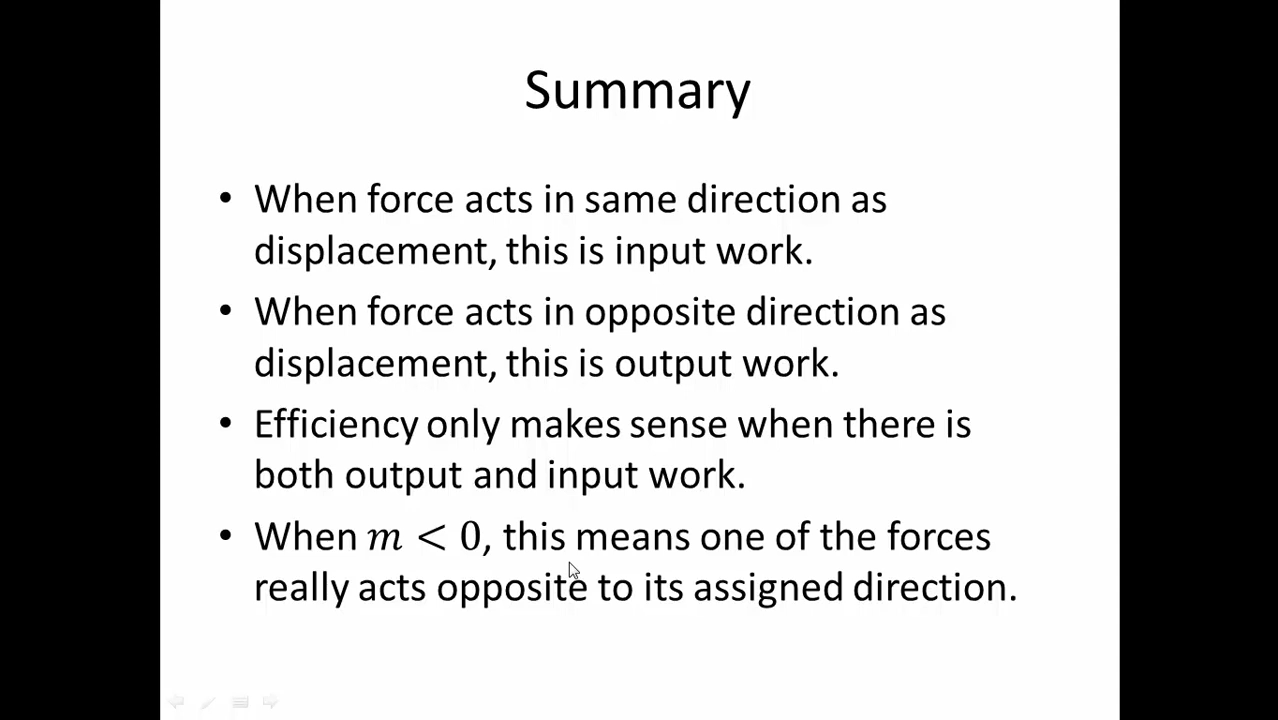 Summary
• When force acts in same direction as
displacement, this is input work.
• When force acts in opposite direction as
displacement, this is output work.
• Efficiency only makes sense when there is
both output and input work.
• When m < 0, this means one of the forces
really acts opposite to its assigned direction.